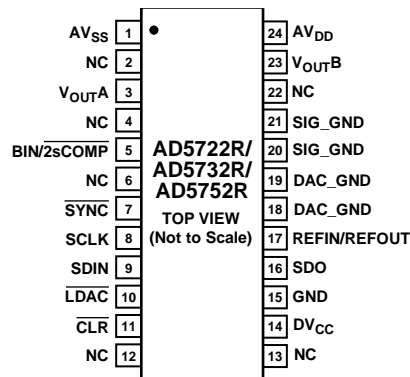 AVSS 1
NC 2
VOUTA 3
NC 4
BIN/2sCOMP 5
NC 6
SYNC 7
SCLK 8
SDIN 9
LDAC 10
CLR 11
NC 12
AD5722R/
AD5732R/
AD5752R
TOP VIEW
(Not to Scale)
24 AVDD
23 VOUTB
22 NC
21 SIG_GND
20 SIG_GND
19 DAC_GND
18 DAC_GND
17 REFIN/REFOUT
16 SDO
15 GND
14 DVCC
13 NC